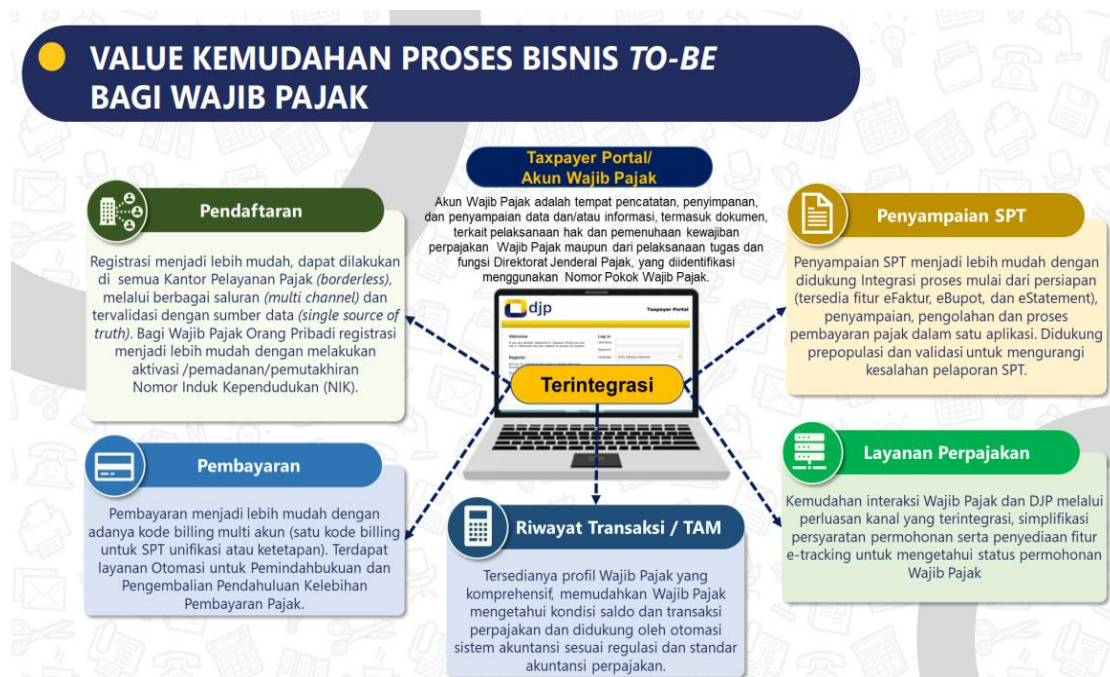 VALUE KEMUDAHAN PROSES BISNIS TO-BE
BAGI WAJIB PAJAK
Taxpayer Portal/
Akun Wajib Pajak
Akun Wajib Pajak adalah tempat pencatatan, penyimpanan,
dan penyampaian data dan/atau informasi, termasuk dokumen,
terkait pelaksanaan hak dan pemenuhan kewajiban
perpajakan Wajib Pajak maupun dari pelaksanaan tugas dan
fungsi Direktorat Jenderal Pajak, yang diidentifikasi
menggunakan Nomor Pokok Wajib Pajak.
Pendaftaran
Registrasi menjadi lebih mudah, dapat dilakukan
di semua Kantor Pelayanan Pajak (borderless),
melalui berbagai saluran (multi channel) dan
tervalidasi dengan sumber data (single source of
truth). Bagi Wajib Pajak Orang Pribadi registrasi
menjadi lebih mudah dengan melakukan
aktivasi /pemadanan/pemutakhiran
Nomor Induk Kependudukan (NIK).
Penyampaian SPT
Penyampaian SPT menjadi lebih mudah dengan
didukung Integrasi proses mulai dari persiapan
(tersedia fitur eFaktur, eBupot, dan eStatement),
penyampaian, pengolahan dan proses
pembayaran pajak dalam satu aplikasi. Didukung
prepopulasi dan validasi untuk mengurangi
kesalahan pelaporan SPT.
djp
Taxpayer Portal
Welcome
Log in
Register
Terintegrasi
Pembayaran
Pembayaran menjadi lebih mudah dengan
adanya kode billing multi akun (satu kode billing
untuk SPT unifikasi atau ketetapan). Terdapat
layanan Otomasi untuk Pemindahbukuan dan
Pengembalian Pendahuluan Kelebihan
Pembayaran Pajak.
Riwayat Transaksi / TAM
Tersedianya profil Wajib Pajak yang
komprehensif, memudahkan Wajib Pajak
mengetahui kondisi saldo dan transaksi
perpajakan dan didukung oleh otomasi
sistem akuntansi sesuai regulasi dan standar
akuntansi perpajakan.
Layanan Perpajakan
Kemudahan interaksi Wajib Pajak dan DJP melalui
perluasan kanal yang terintegrasi, simplifikasi
persyaratan permohonan serta penyediaan fitur
e-tracking untuk mengetahui status permohonan
Wajib Pajak